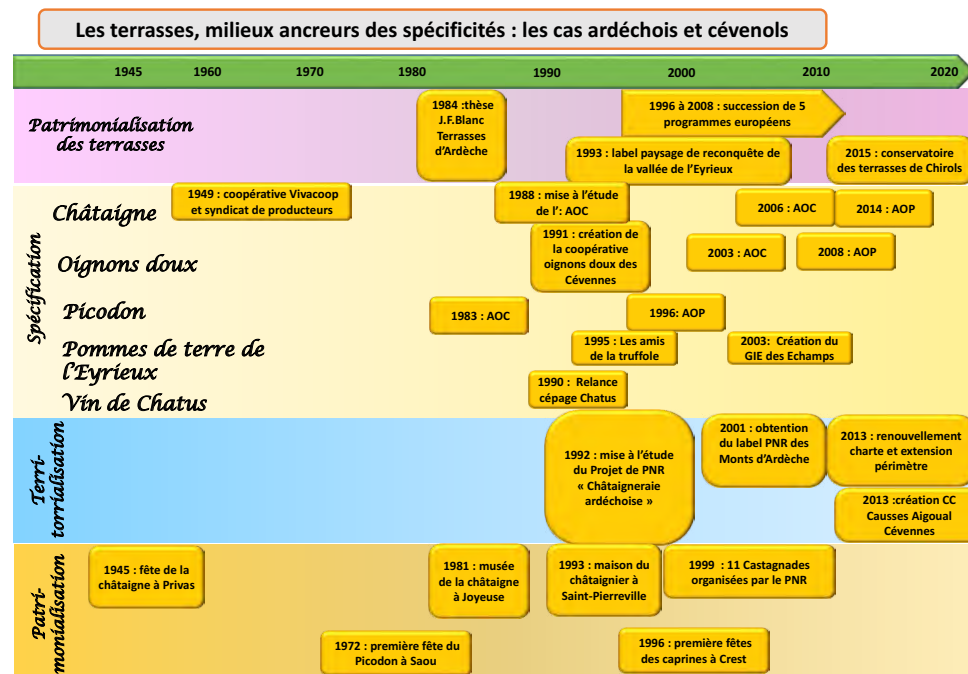 Les terrasses, milieux ancreurs des spécificités : les cas ardéchois et cévenols
1945 1960 1970 1980 1990 2000 2010 2020
Patrimonialisation
des terrasses
1984 :thèse
J.F.Blanc
Terrasses
d'Ardèche
1996 à 2008 : succession de 5
programmes européens
1993 : label paysage de reconquête de
la vallée de l'Eyrieux
2015 : conservatoire
des terrasses de Chirols
Spécification
Châtaigne
1949 : coopérative Vivacoop
et syndicat de producteurs
1988 : mise à l'étude
de l': AOC
2006 : AOC
2014 : AOP
Oignons doux
1991 : création de
la coopérative
oignons doux des
Cévennes
2003 : AOC
2008 : AOP
Picodon
1983 : AOC
1996: AOP
Pommes de terre de
l'Eyrieux
1995 : Les amis
de la truffole
2003: Création du
GIE des Echamps
Vin de Chatus
1990 : Relance
cépage Chatus
Terri-
torrialisation
1992 : mise à l'étude
du Projet de PNR
« Châtaigneraie
ardéchoise »
2001 : obtention
du label PNR des
Monts d'Ardèche
2013 : renouvellement
charte et extension
périmètre
2013 :création CC
Causses Aigoual
Cévennes
Patri-
monialisation
1945 : fête de la
châtaigne à Privas
1981 : musée
de la châtaigne
à Joyeuse
1993 : maison du
châtaignier à
Saint-Pierreville
1999 : 11 Castagnades
organisées par le PNR
1972 : première fête du
Picodon à Saou
1996 : première fêtes
des caprines à Crest